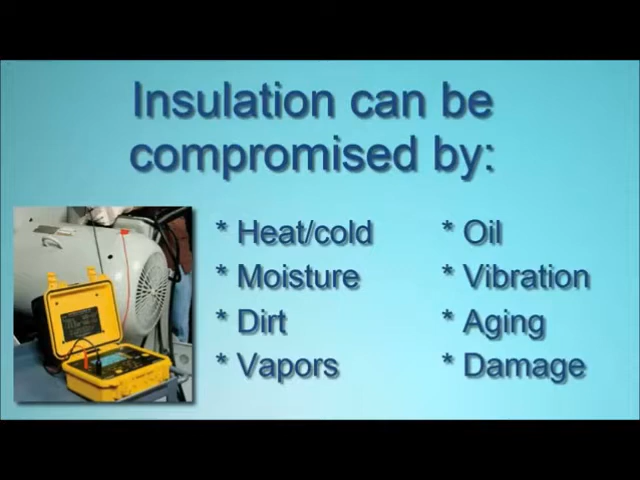 Insulation can be
compromised by:
* Heat/cold
* Moisture
* Dirt
* Vapors
* Oil
* Vibration
* Aging
* Damage